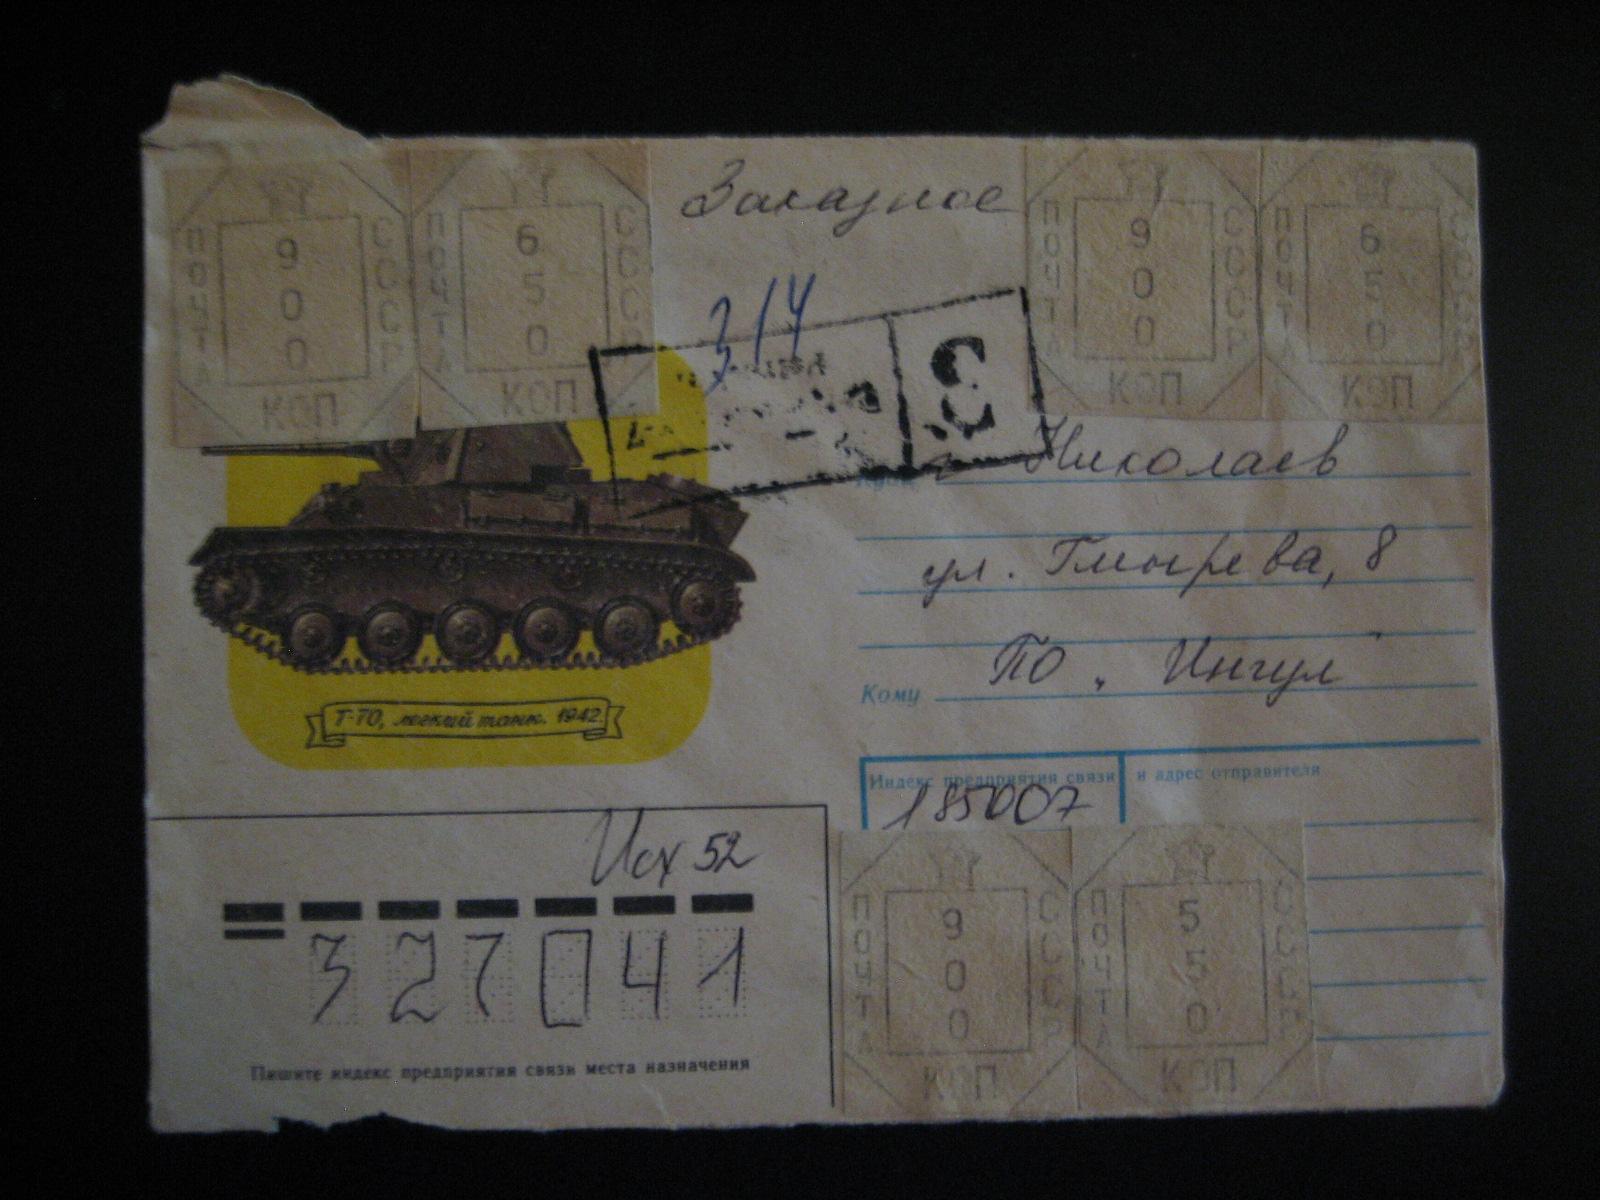 Заказное
ПОЧТА 900 СССР КОП
ПОЧТА 650 СССР КОП
ПОЧТА 900 СССР КОП
ПОЧТА 650 СССР КОП
314
З
Николаев
ул. Гмырева, 8
Кому ПО „Ингул"
Т-70, легкий танк. 1942.
Индекс предприятия связи и адрес отправителя
185007
ПОЧТА 900 СССР КОП
ПОЧТА 550 СССР КОП
Исх 52
327041
Пишите индекс предприятия связи места назначения